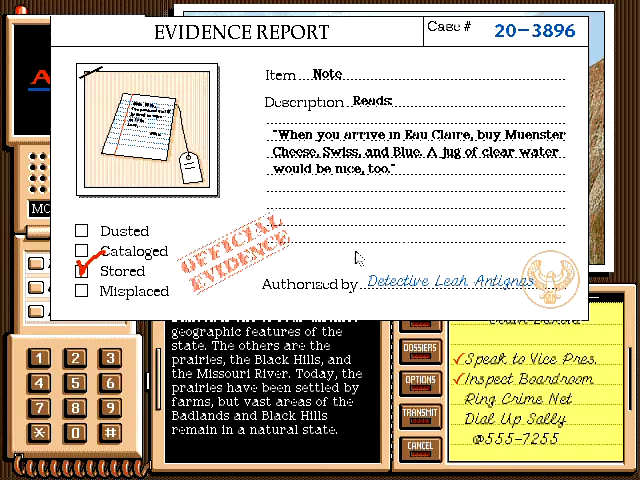 EVIDENCE REPORT
Case # 20-3896
Item Note
Description Reads:
"When you arrive in Eau Claire, buy Muenster
Cheese, Swiss, and Blue. A jug of clear water
would be nice, too."
Dusted
Cataloged
Stored
Misplaced
OFFICIAL
EVIDENCE
Authorised by Detective Leah Antignas
geographic features of the
state. The others are the
prairies, the Black Hills, and
the Missouri River. Today, the
prairies have been settled by
farms, but vast areas of the
Badlands and Black Hills
remain in a natural state.
1 2 3
4 5 6
7 8 9
* 0 #
DOSSIERS
OPTIONS
TRANSMIT
CANCEL
Speak to Vice Pres.
Inspect Boardroom
Ring Crime Net
Dial Up Sally
@555-7255